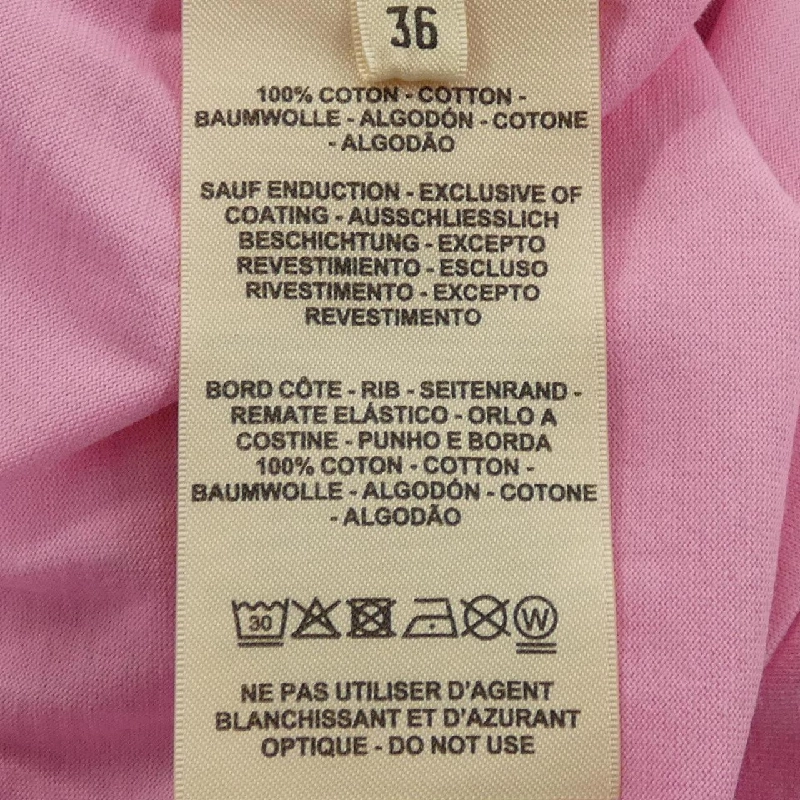 36
100% COTON - COTTON -
BAUMWOLLE - ALGODÓN - COTONE
- ALGODÃO
SAUF ENDUCTION - EXCLUSIVE OF
COATING - AUSSCHLIESSLICH
BESCHICHTUNG - EXCEPTO
REVESTIMIENTO - ESCLUSO
RIVESTIMENTO - EXCEPTO
REVESTIMENTO
BORD CÔTE - RIB - SEITENRAND -
REMATE ELÁSTICO - ORLO A
COSTINE - PUNHO E BORDA
100% COTON - COTTON -
BAUMWOLLE - ALGODÓN - COTONE
- ALGODÃO
30 W
NE PAS UTILISER D'AGENT
BLANCHISSANT ET D'AZURANT
OPTIQUE - DO NOT USE